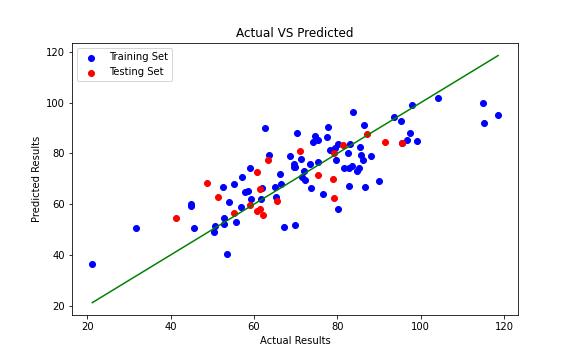 Actual VS Predicted
Training Set
Testing Set
120
100
80
60
40
20
Predicted Results
20 40 60 80 100 120
Actual Results